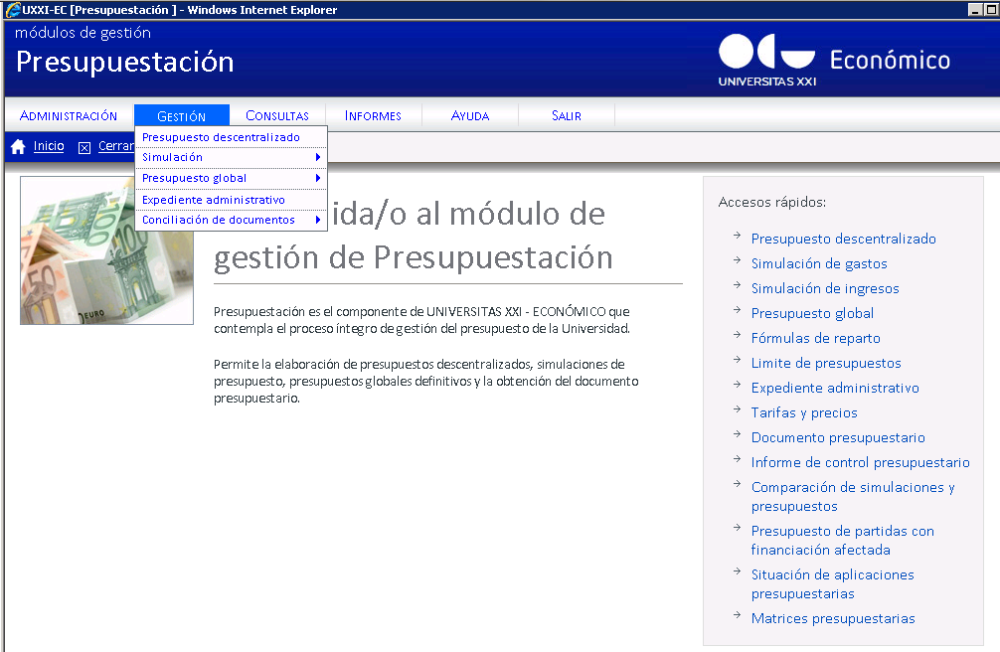 UXXI-EC [Presupuestación ] - Windows Internet Explorer
módulos de gestión
Presupuestación
UNIVERSITAS XXI
Económico
ADMINISTRACIÓN
GESTIÓN
CONSULTAS
INFORMES
AYUDA
SALIR
Inicio
Cerrar
Presupuesto descentralizado
Simulación
Presupuesto global
Expediente administrativo
Conciliación de documentos
EURO
ida/o al módulo de
gestión de Presupuestación
Presupuestación es el componente de UNIVERSITAS XXI - ECONÓMICO que
contempla el proceso íntegro de gestión del presupuesto de la Universidad.
Permite la elaboración de presupuestos descentralizados, simulaciones de
presupuesto, presupuestos globales definitivos y la obtención del documento
presupuestario.
Accesos rápidos:
Presupuesto descentralizado
Simulación de gastos
Simulación de ingresos
Presupuesto global
Fórmulas de reparto
Limite de presupuestos
Expediente administrativo
Tarifas y precios
Documento presupuestario
Informe de control presupuestario
Comparación de simulaciones y
presupuestos
Presupuesto de partidas con
financiación afectada
Situación de aplicaciones
presupuestarias
Matrices presupuestarias